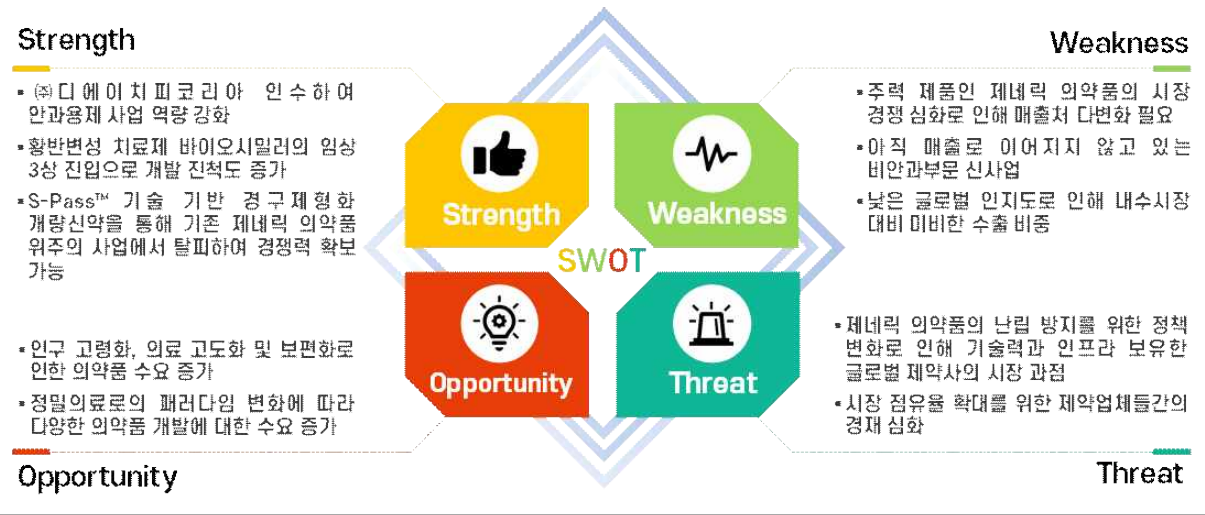 Strength
▪ ㈜디에이치피코리아 인수하여
안과용제 사업 역량 강화
▪ 황반변성 치료제 바이오시밀러의 임상
3상 진입으로 개발 진척도 증가
▪ S-Pass™ 기술 기반 경구제형화
개량신약을 통해 기존 제네릭 의약품
위주의 사업에서 탈피하여 경쟁력 확보
가능
Weakness
▪ 주력 제품인 제네릭 의약품의 시장
경쟁 심화로 인해 매출처 다변화 필요
▪ 아직 매출로 이어지지 않고 있는
비안과부문 신사업
▪ 낮은 글로벌 인지도로 인해 내수시장
대비 미비한 수출 비중
Strength
Weakness
SWOT
Opportunity
Threat
▪ 인구 고령화, 의료 고도화 및 보편화로
인한 의약품 수요 증가
▪ 정밀의료로의 패러다임 변화에 따라
다양한 의약품 개발에 대한 수요 증가
Opportunity
▪ 제네릭 의약품의 난립 방지를 위한 정책
변화로 인해 기술력과 인프라 보유한
글로벌 제약사의 시장 과점
▪ 시장 점유율 확대를 위한 제약업체들간의
경재 심화
Threat